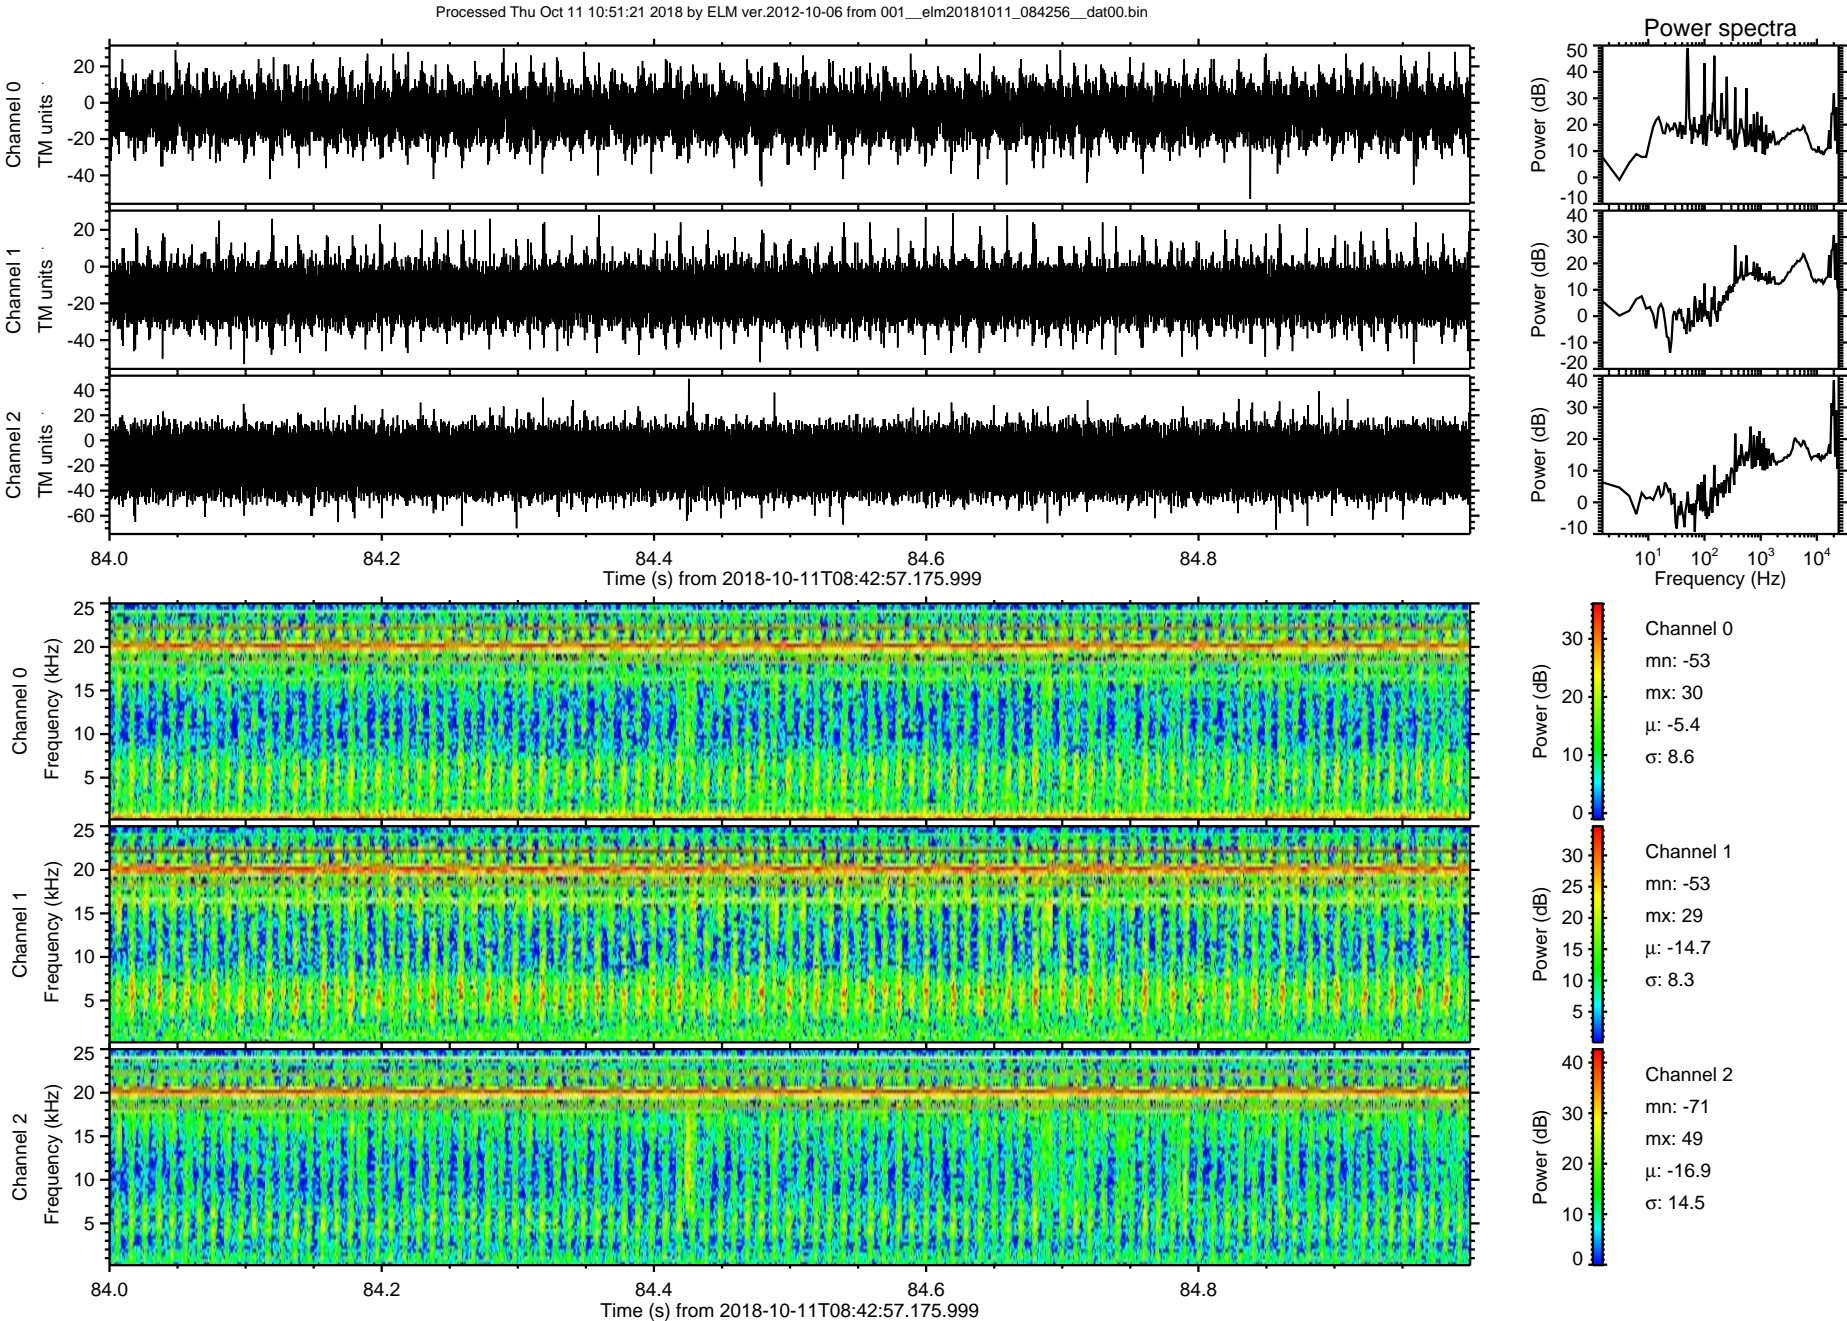 Processed Thu Oct 11 10:51:21 2018 by ELM ver.2012-10-06 from 001__elm20181011_084256__dat00.bin
Power spectra
Channel 0
TM units
20
0
-20
-40
Power (dB)
50
40
30
20
10
0
-10
Channel 1
TM units
20
0
-20
-40
Power (dB)
40
30
20
10
0
-10
-20
Channel 2
TM units
40
20
0
-20
-40
-60
Power (dB)
40
30
20
10
0
-10
84.0 84.2 84.4 84.6 84.8
Time (s) from 2018-10-11T08:42:57.175.999
10¹ 10² 10³ 10⁴
Frequency (Hz)
Channel 0
Frequency (kHz)
25
20
15
10
5
Power (dB)
30
20
10
0
Channel 0
mn: -53
mx: 30
μ: -5.4
σ: 8.6
Channel 1
Frequency (kHz)
25
20
15
10
5
Power (dB)
30
25
20
15
10
5
Channel 1
mn: -53
mx: 29
μ: -14.7
σ: 8.3
Channel 2
Frequency (kHz)
25
20
15
10
5
Power (dB)
40
30
20
10
0
Channel 2
mn: -71
mx: 49
μ: -16.9
σ: 14.5
84.0 84.2 84.4 84.6 84.8
Time (s) from 2018-10-11T08:42:57.175.999